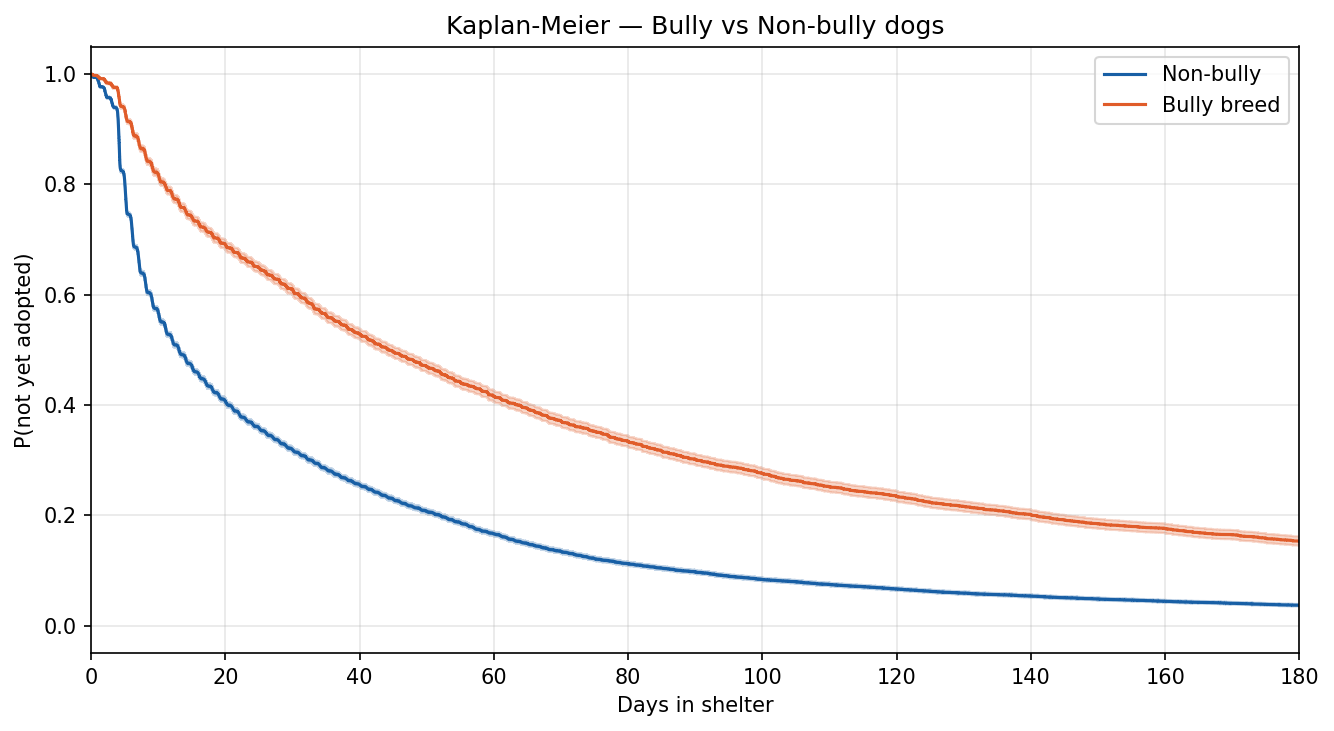 Kaplan-Meier — Bully vs Non-bully dogs
Non-bully
Bully breed
P(not yet adopted)
1.0
0.8
0.6
0.4
0.2
0.0
0 20 40 60 80 100 120 140 160 180
Days in shelter